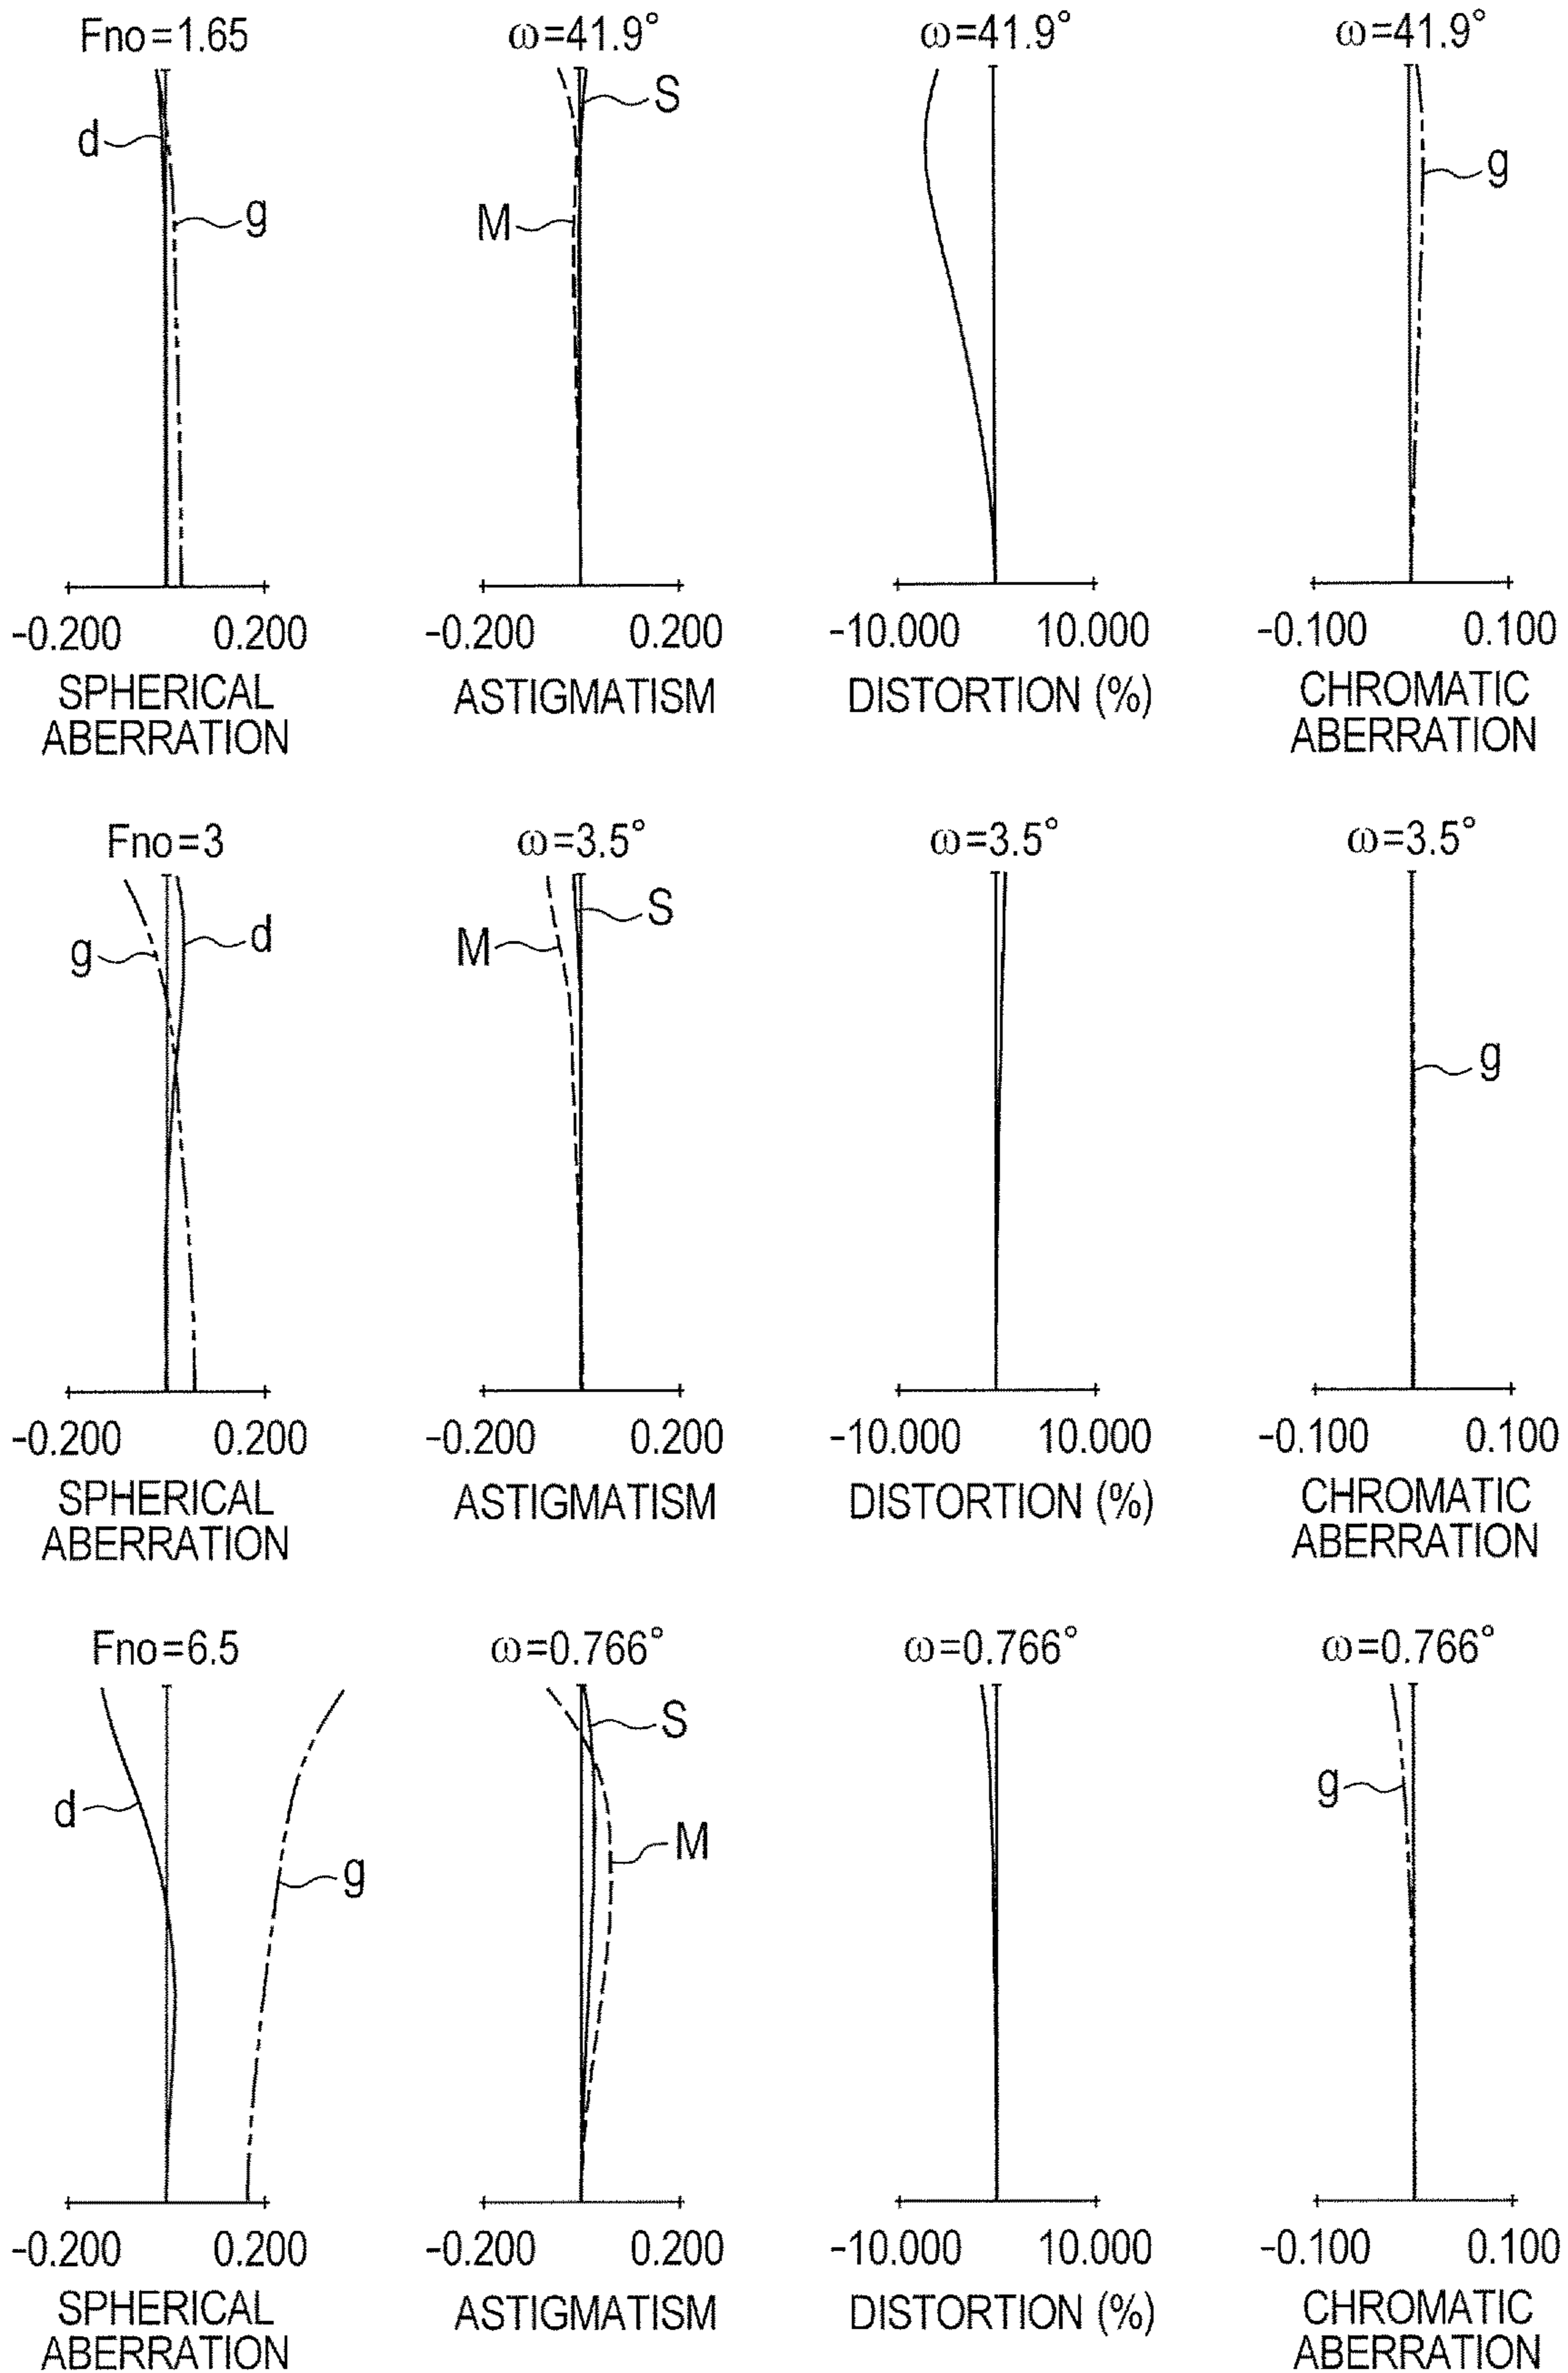 Fno=1.65
ω=41.9°
ω=41.9°
ω=41.9°
d
g
S
M
g
-0.200 0.200
-0.200 0.200
-10.000 10.000
-0.100 0.100
SPHERICAL
ABERRATION
ASTIGMATISM
DISTORTION (%)
CHROMATIC
ABERRATION
Fno=3
ω=3.5°
ω=3.5°
ω=3.5°
g
d
M
S
g
-0.200 0.200
-0.200 0.200
-10.000 10.000
-0.100 0.100
SPHERICAL
ABERRATION
ASTIGMATISM
DISTORTION (%)
CHROMATIC
ABERRATION
Fno=6.5
ω=0.766°
ω=0.766°
ω=0.766°
d
g
S
M
g
-0.200 0.200
-0.200 0.200
-10.000 10.000
-0.100 0.100
SPHERICAL
ABERRATION
ASTIGMATISM
DISTORTION (%)
CHROMATIC
ABERRATION